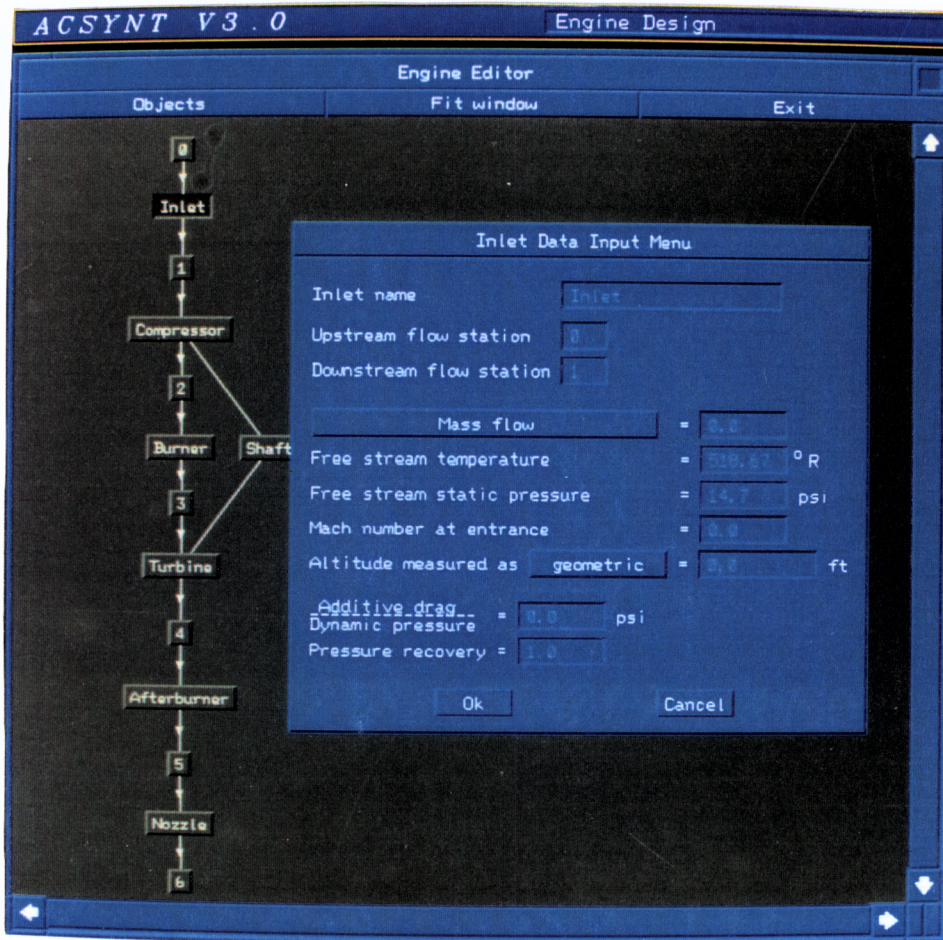 ACSYNT V3.0 Engine Design
Engine Editor
Objects Fit window Exit
0
Inlet
1
Compressor
2
Burner Shaft
3
Turbine
4
Afterburner
5
Nozzle
6
Inlet Data Input Menu
Inlet name Inlet
Upstream flow station 0
Downstream flow station 1
Mass flow = 0.0
Free stream temperature = 518.67 °R
Free stream static pressure = 14.7 psi
Mach number at entrance = 0.0
Altitude measured as geometric = 0.0 ft
Additive drag
Dynamic pressure = 0.0 psi
Pressure recovery = 1.0
Ok Cancel